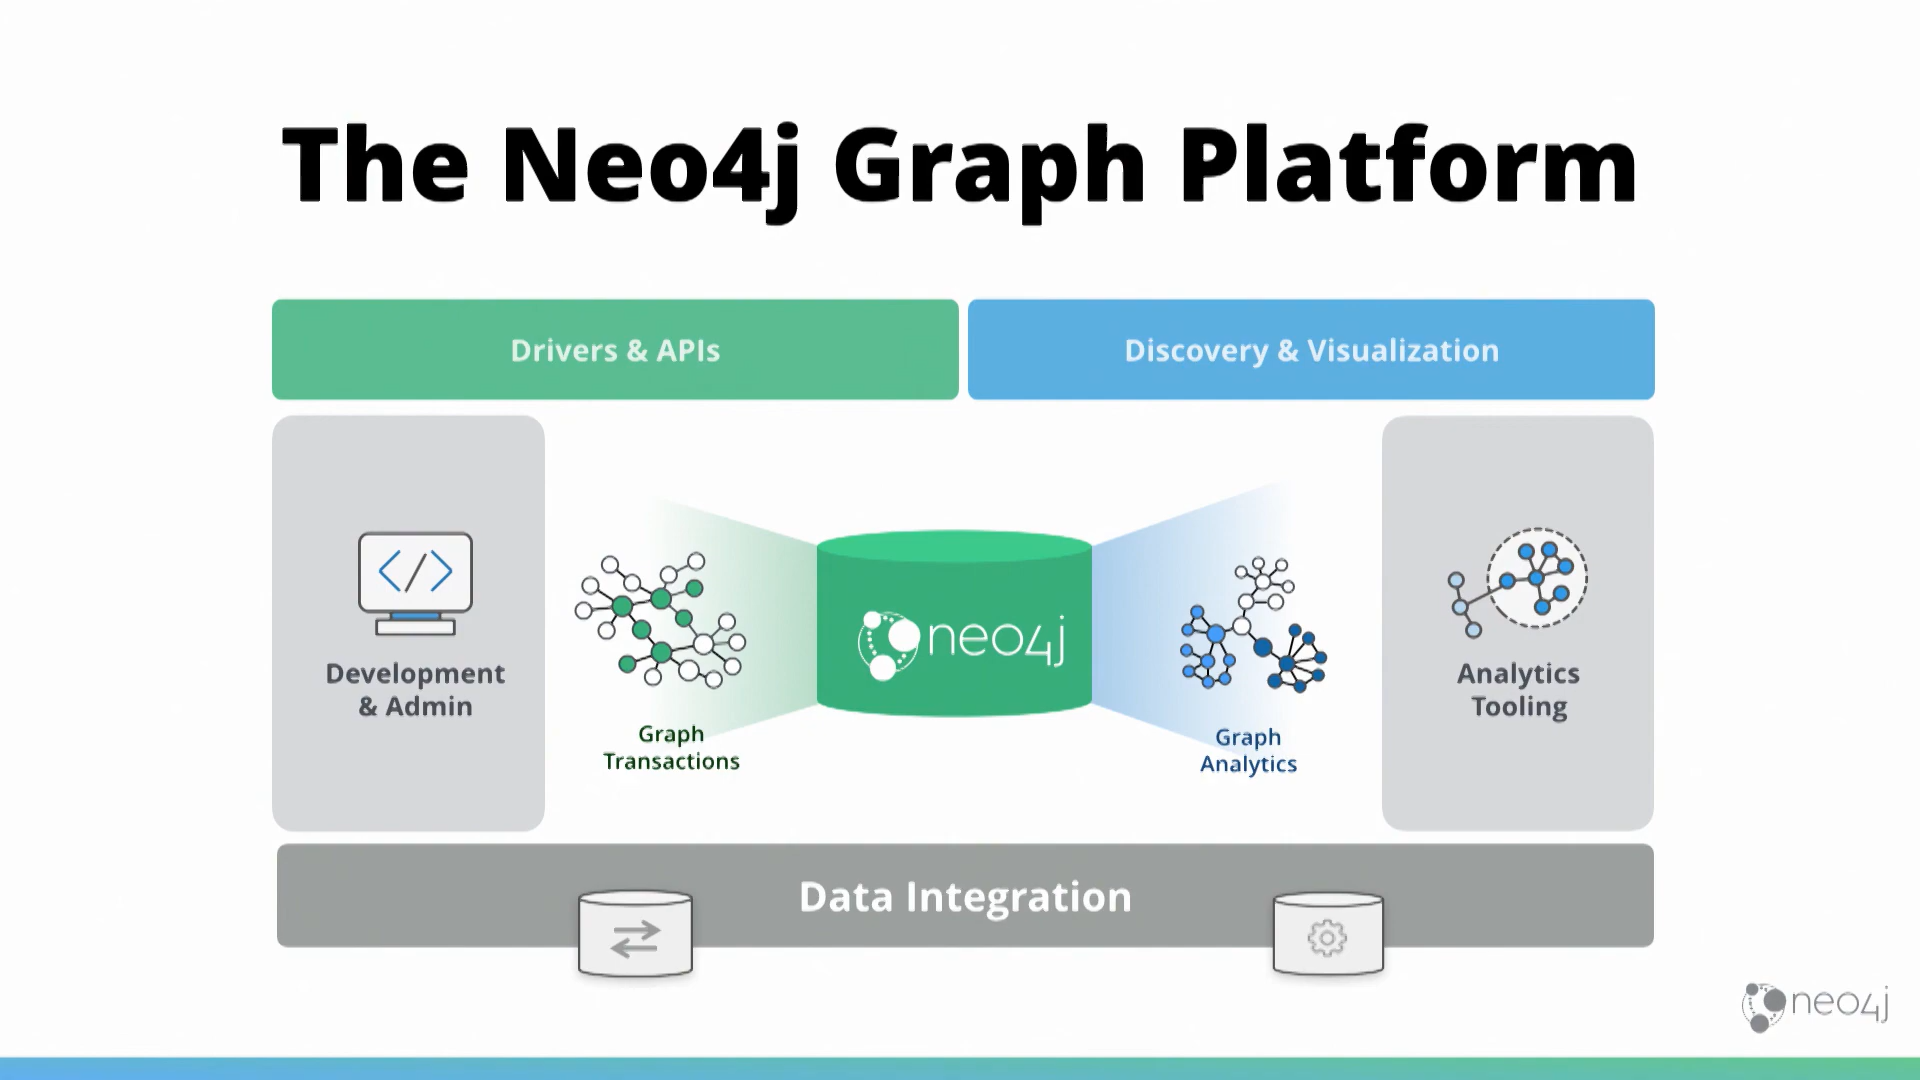 The Neo4j Graph Platform
Drivers & APIs
Discovery & Visualization
Development
& Admin
Graph
Transactions
neo4j
Graph
Analytics
Analytics
Tooling
Data Integration
neo4j